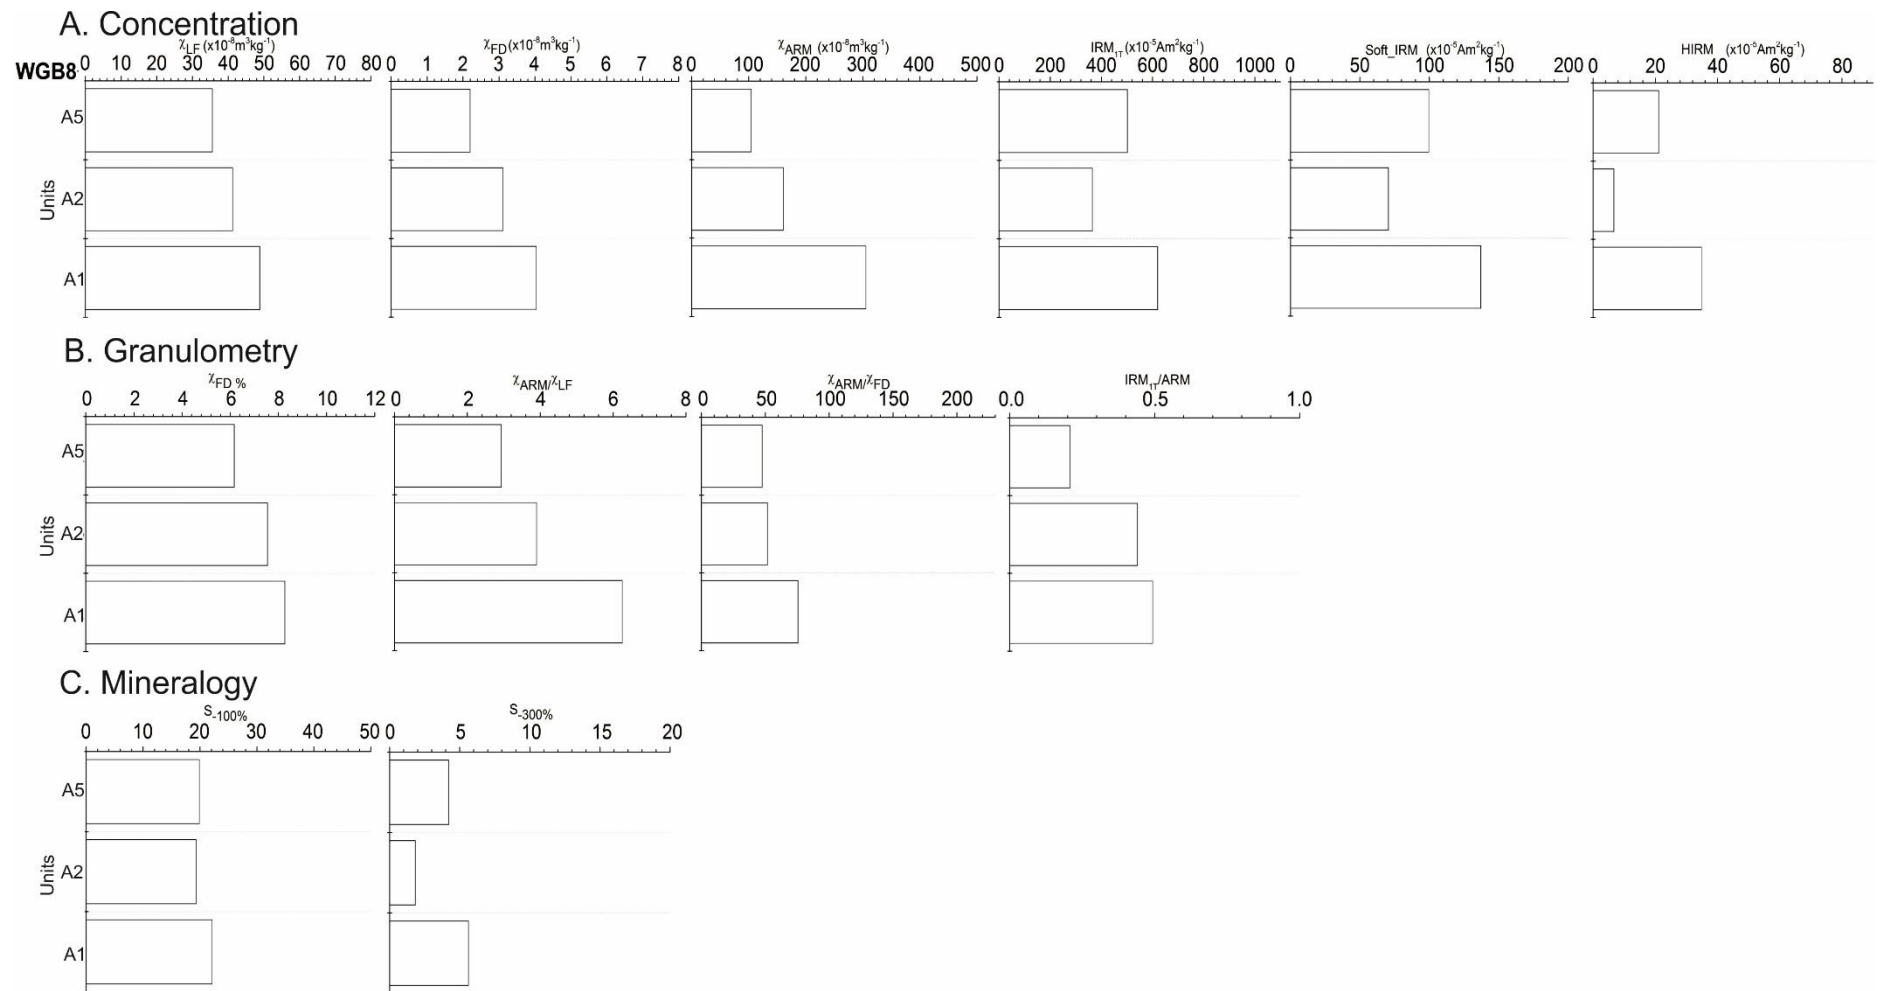 A. Concentration
χLF (x10⁻⁸m³kg⁻¹) χFD (x10⁻⁸m³kg⁻¹) χARM (x10⁻⁸m³kg⁻¹) IRM1T (x10⁻⁵Am²kg⁻¹) Soft_IRM (x10⁻⁵Am²kg⁻¹) HIRM (x10⁻⁵Am²kg⁻¹)
WGB8 0 10 20 30 40 50 60 70 80 0 1 2 3 4 5 6 7 8 0 100 200 300 400 500 0 200 400 600 800 1000 0 50 100 150 200 0 20 40 60 80
A5
Units A2
A1
B. Granulometry
χFD % χARM/χLF χARM/χFD IRM1T/ARM
0 2 4 6 8 10 12 0 2 4 6 8 0 50 100 150 200 0.0 0.5 1.0
A5
Units A2
A1
C. Mineralogy
S-100% S-300%
0 10 20 30 40 50 0 5 10 15 20
A5
Units A2
A1